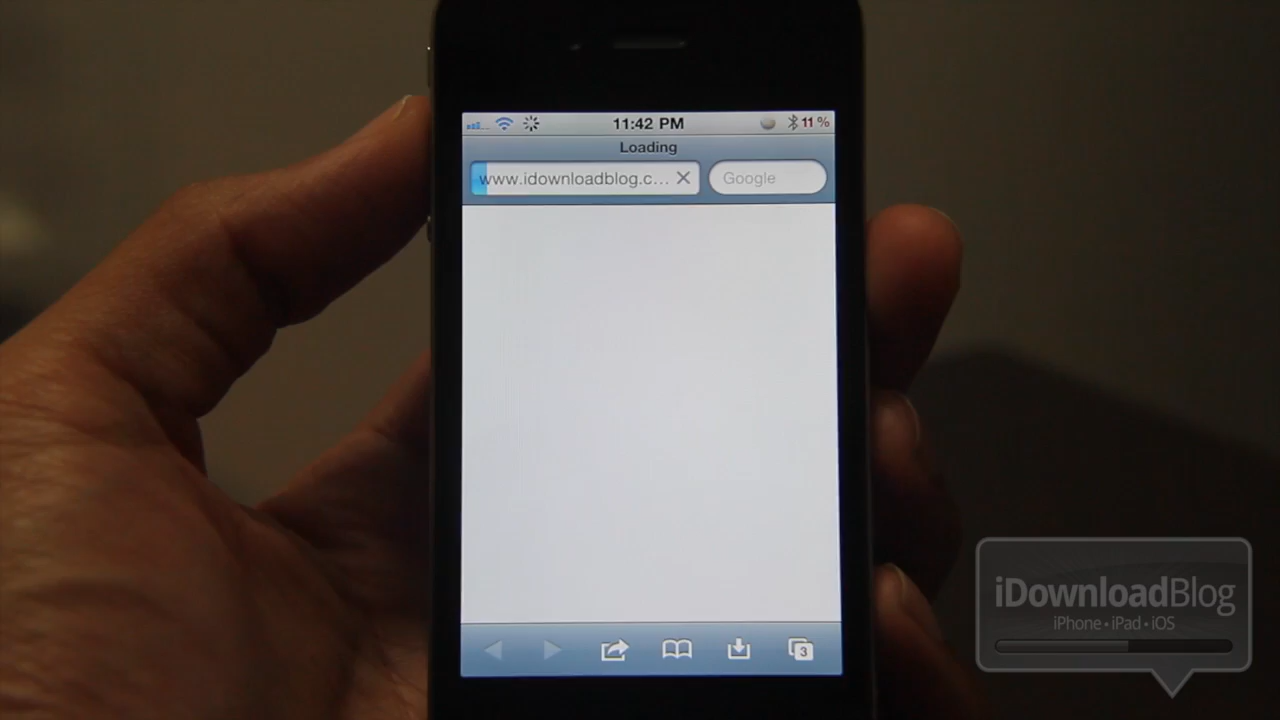 11:42 PM
11 %
Loading
www.idownloadblog.c...
Google
3
iDownloadBlog
iPhone • iPad • iOS